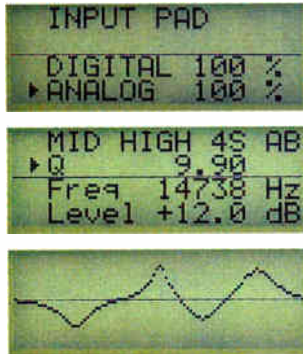 INPUT PAD
DIGITAL 100 %
▸ANALOG 100 %
MID HIGH 4S AB
▸Q 9.90
Freq 14738 Hz
Level +12.0 dB